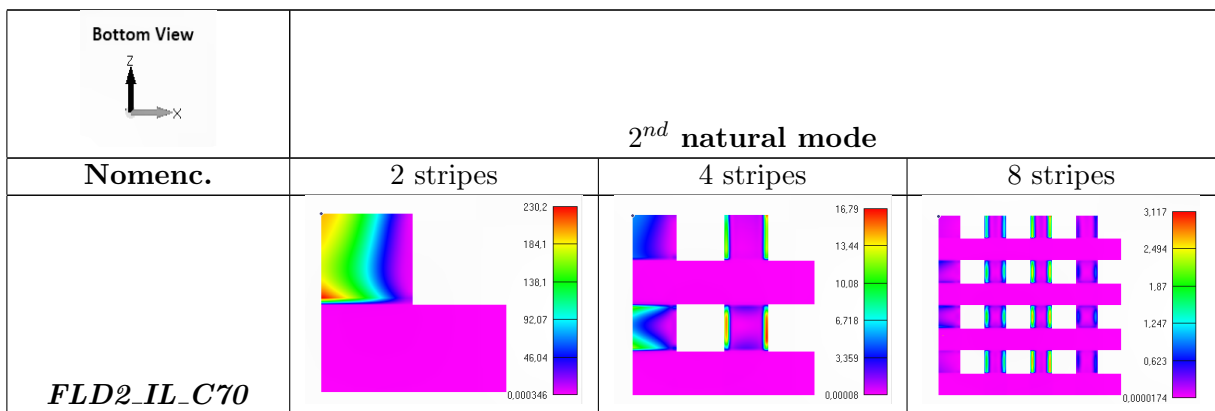 Bottom View
Z
X
2nd natural mode
Nomenc.
2 stripes
4 stripes
8 stripes
FLD2_IL_C70
230,2
184,1
138,1
92,07
46,04
0,000346
16,79
13,44
10,08
6,718
3,359
0,00008
3,117
2,494
1,87
1,247
0,623
0,0000174